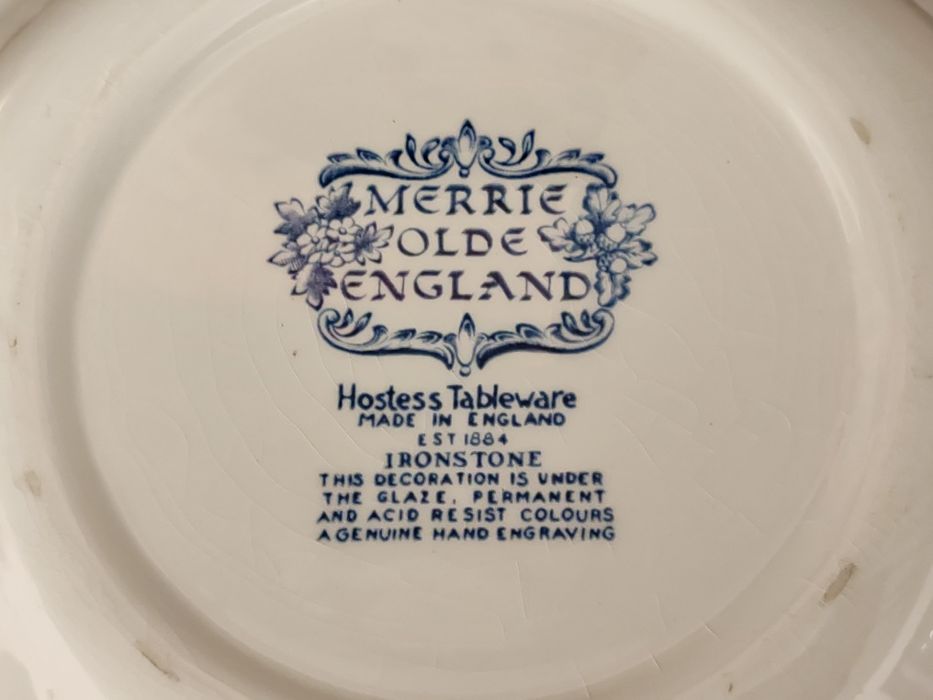 MERRIE
OLDE
ENGLAND
Hostess Tableware
MADE IN ENGLAND
EST 1884
IRONSTONE
THIS DECORATION IS UNDER
THE GLAZE, PERMANENT
AND ACID RESIST COLOURS
A GENUINE HAND ENGRAVING